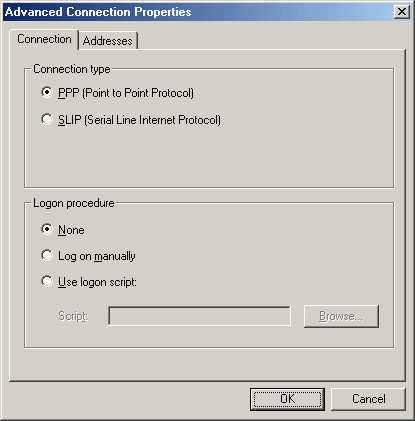 Advanced Connection Properties
Connection
Addresses
Connection type
PPP (Point to Point Protocol)
SLIP (Serial Line Internet Protocol)
Logon procedure
None
Log on manually
Use logon script:
Script:
Browse...
OK
Cancel